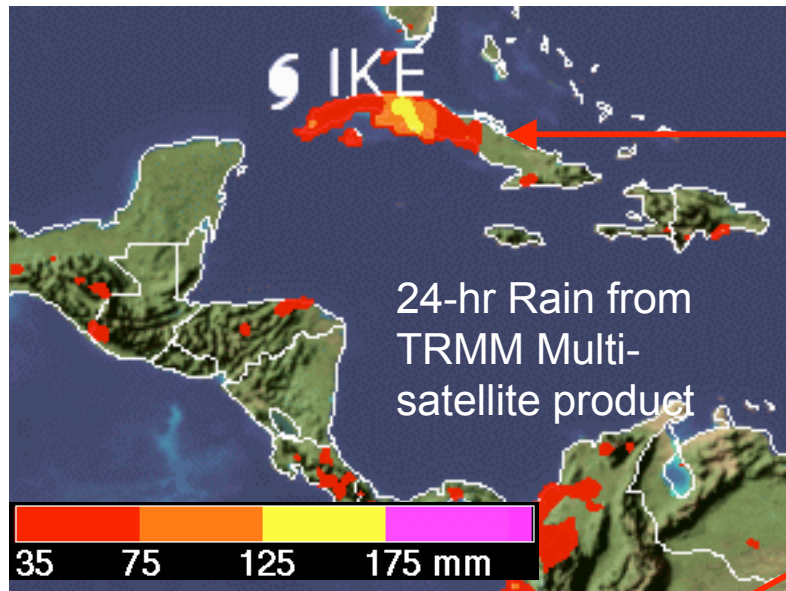 IKE
24-hr Rain from
TRMM Multi-
satellite product
35 75 125 175 mm